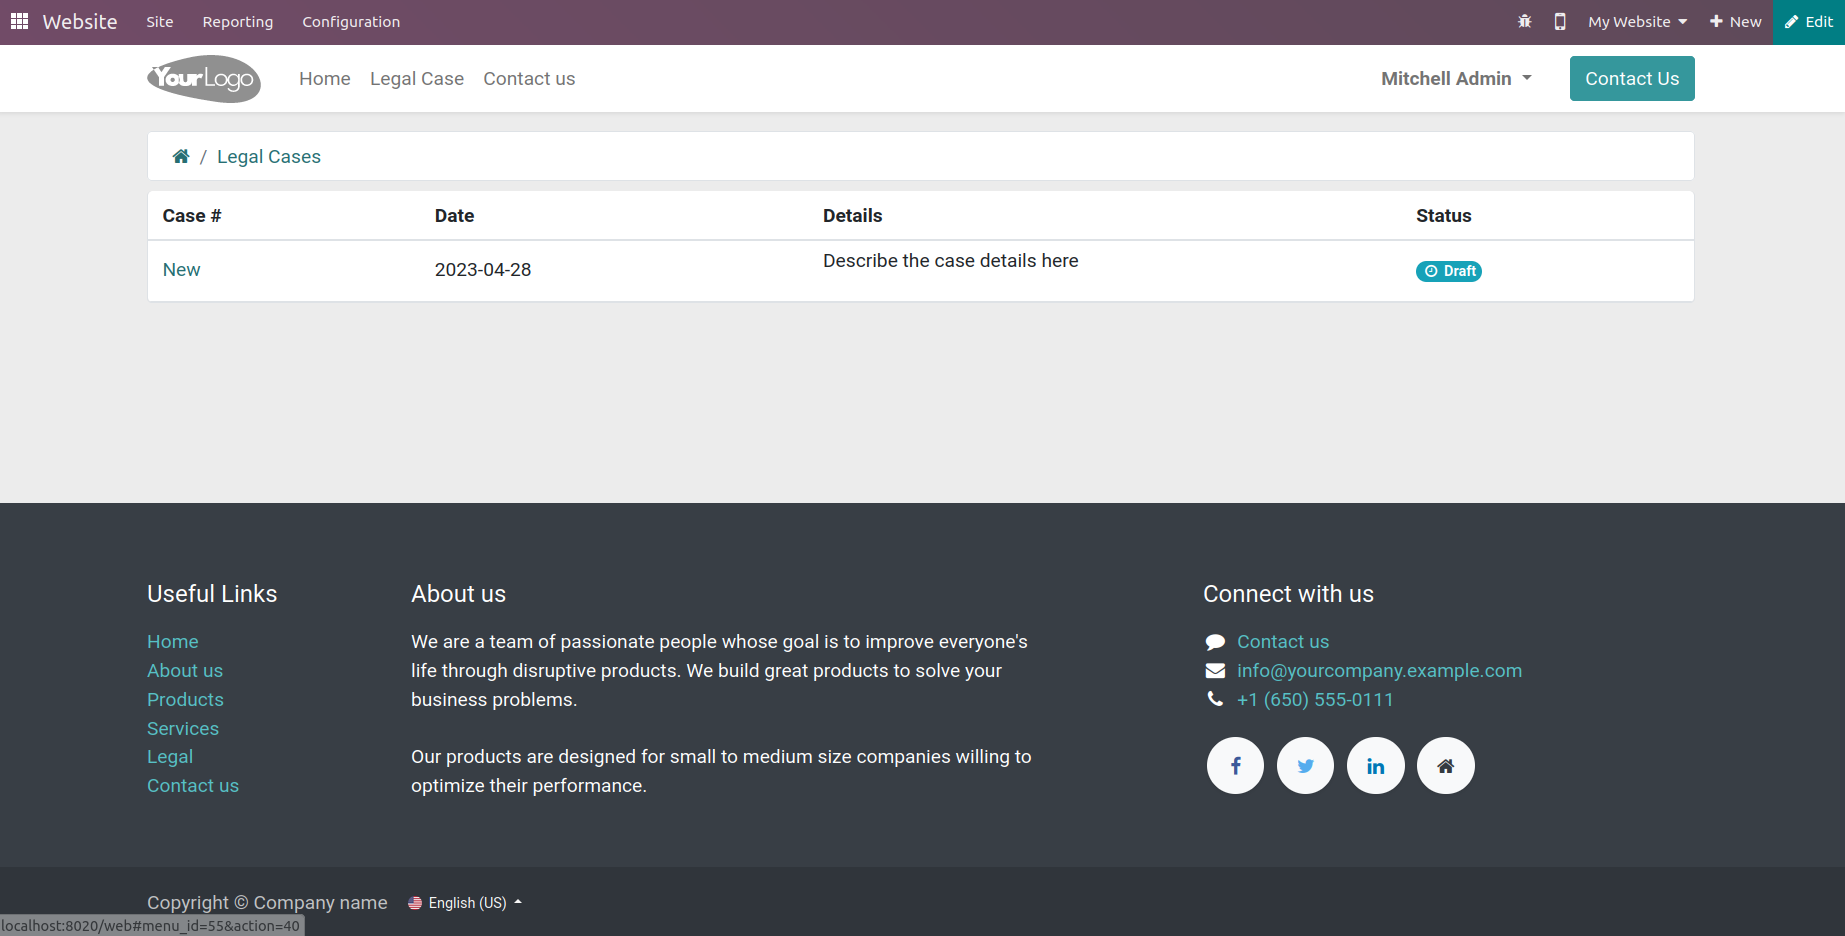 Website Site Reporting Configuration My Website New Edit
YourLogo Home Legal Case Contact us Mitchell Admin Contact Us
/ Legal Cases
Case # Date Details Status
New 2023-04-28 Describe the case details here Draft
Useful Links
Home
About us
Products
Services
Legal
Contact us
About us
We are a team of passionate people whose goal is to improve everyone's
life through disruptive products. We build great products to solve your
business problems.
Our products are designed for small to medium size companies willing to
optimize their performance.
Connect with us
Contact us
info@yourcompany.example.com
+1 (650) 555-0111
Copyright © Company name English (US)
localhost:8020/web#menu_id=55&action=40